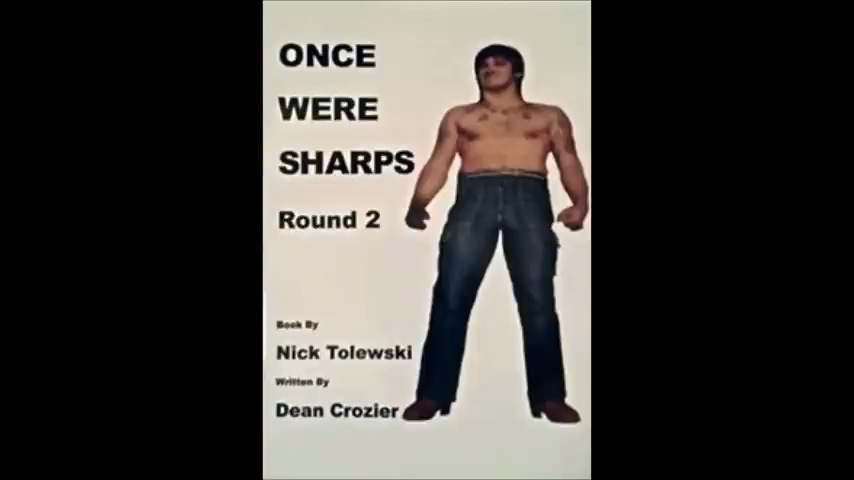 ONCE
WERE
SHARPS
Round 2
Book By
Nick Tolewski
Written By
Dean Crozier